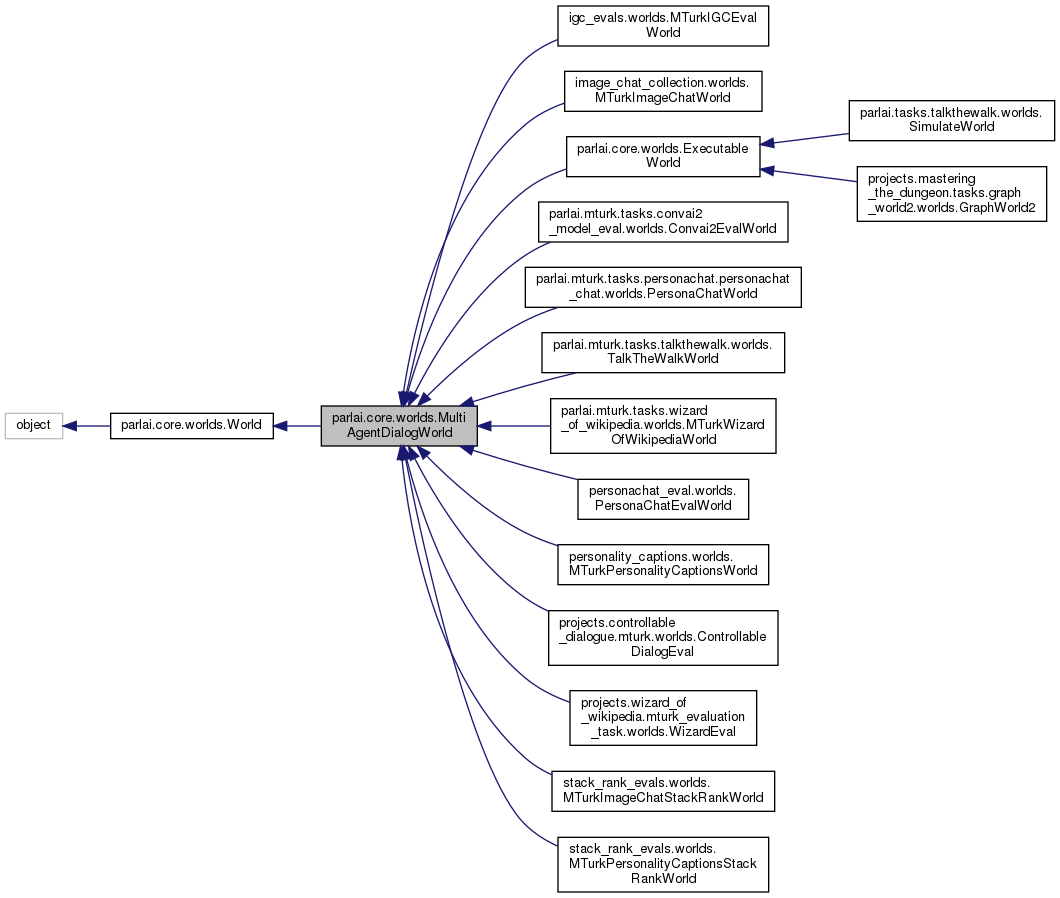 igc_evals.worlds.MTurkIGCEval
World
image_chat_collection.worlds.
MTurkImageChatWorld
parlai.core.worlds.Executable
World
parlai.tasks.talkthewalk.worlds.
SimulateWorld
projects.mastering
_the_dungeon.tasks.graph
_world2.worlds.GraphWorld2
parlai.mturk.tasks.convai2
_model_eval.worlds.Convai2EvalWorld
parlai.mturk.tasks.personachat.personachat
_chat.worlds.PersonaChatWorld
parlai.mturk.tasks.talkthewalk.worlds.
TalkTheWalkWorld
object
parlai.core.worlds.World
parlai.core.worlds.Multi
AgentDialogWorld
parlai.mturk.tasks.wizard
_of_wikipedia.worlds.MTurkWizard
OfWikipediaWorld
personachat_eval.worlds.
PersonaChatEvalWorld
personality_captions.worlds.
MTurkPersonalityCaptionsWorld
projects.controllable
_dialogue.mturk.worlds.Controllable
DialogEval
projects.wizard_of
_wikipedia.mturk_evaluation
_task.worlds.WizardEval
stack_rank_evals.worlds.
MTurkImageChatStackRankWorld
stack_rank_evals.worlds.
MTurkPersonalityCaptionsStack
RankWorld